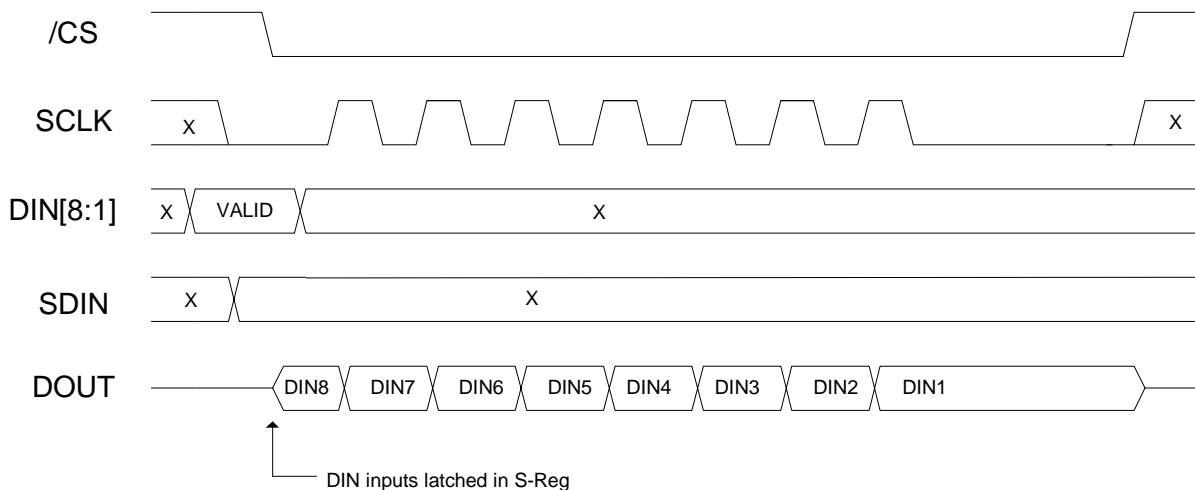 /CS
SCLK
X
X
DIN[8:1]
X
VALID
X
SDIN
X
X
DOUT
DIN8
DIN7
DIN6
DIN5
DIN4
DIN3
DIN2
DIN1
DIN inputs latched in S-Reg